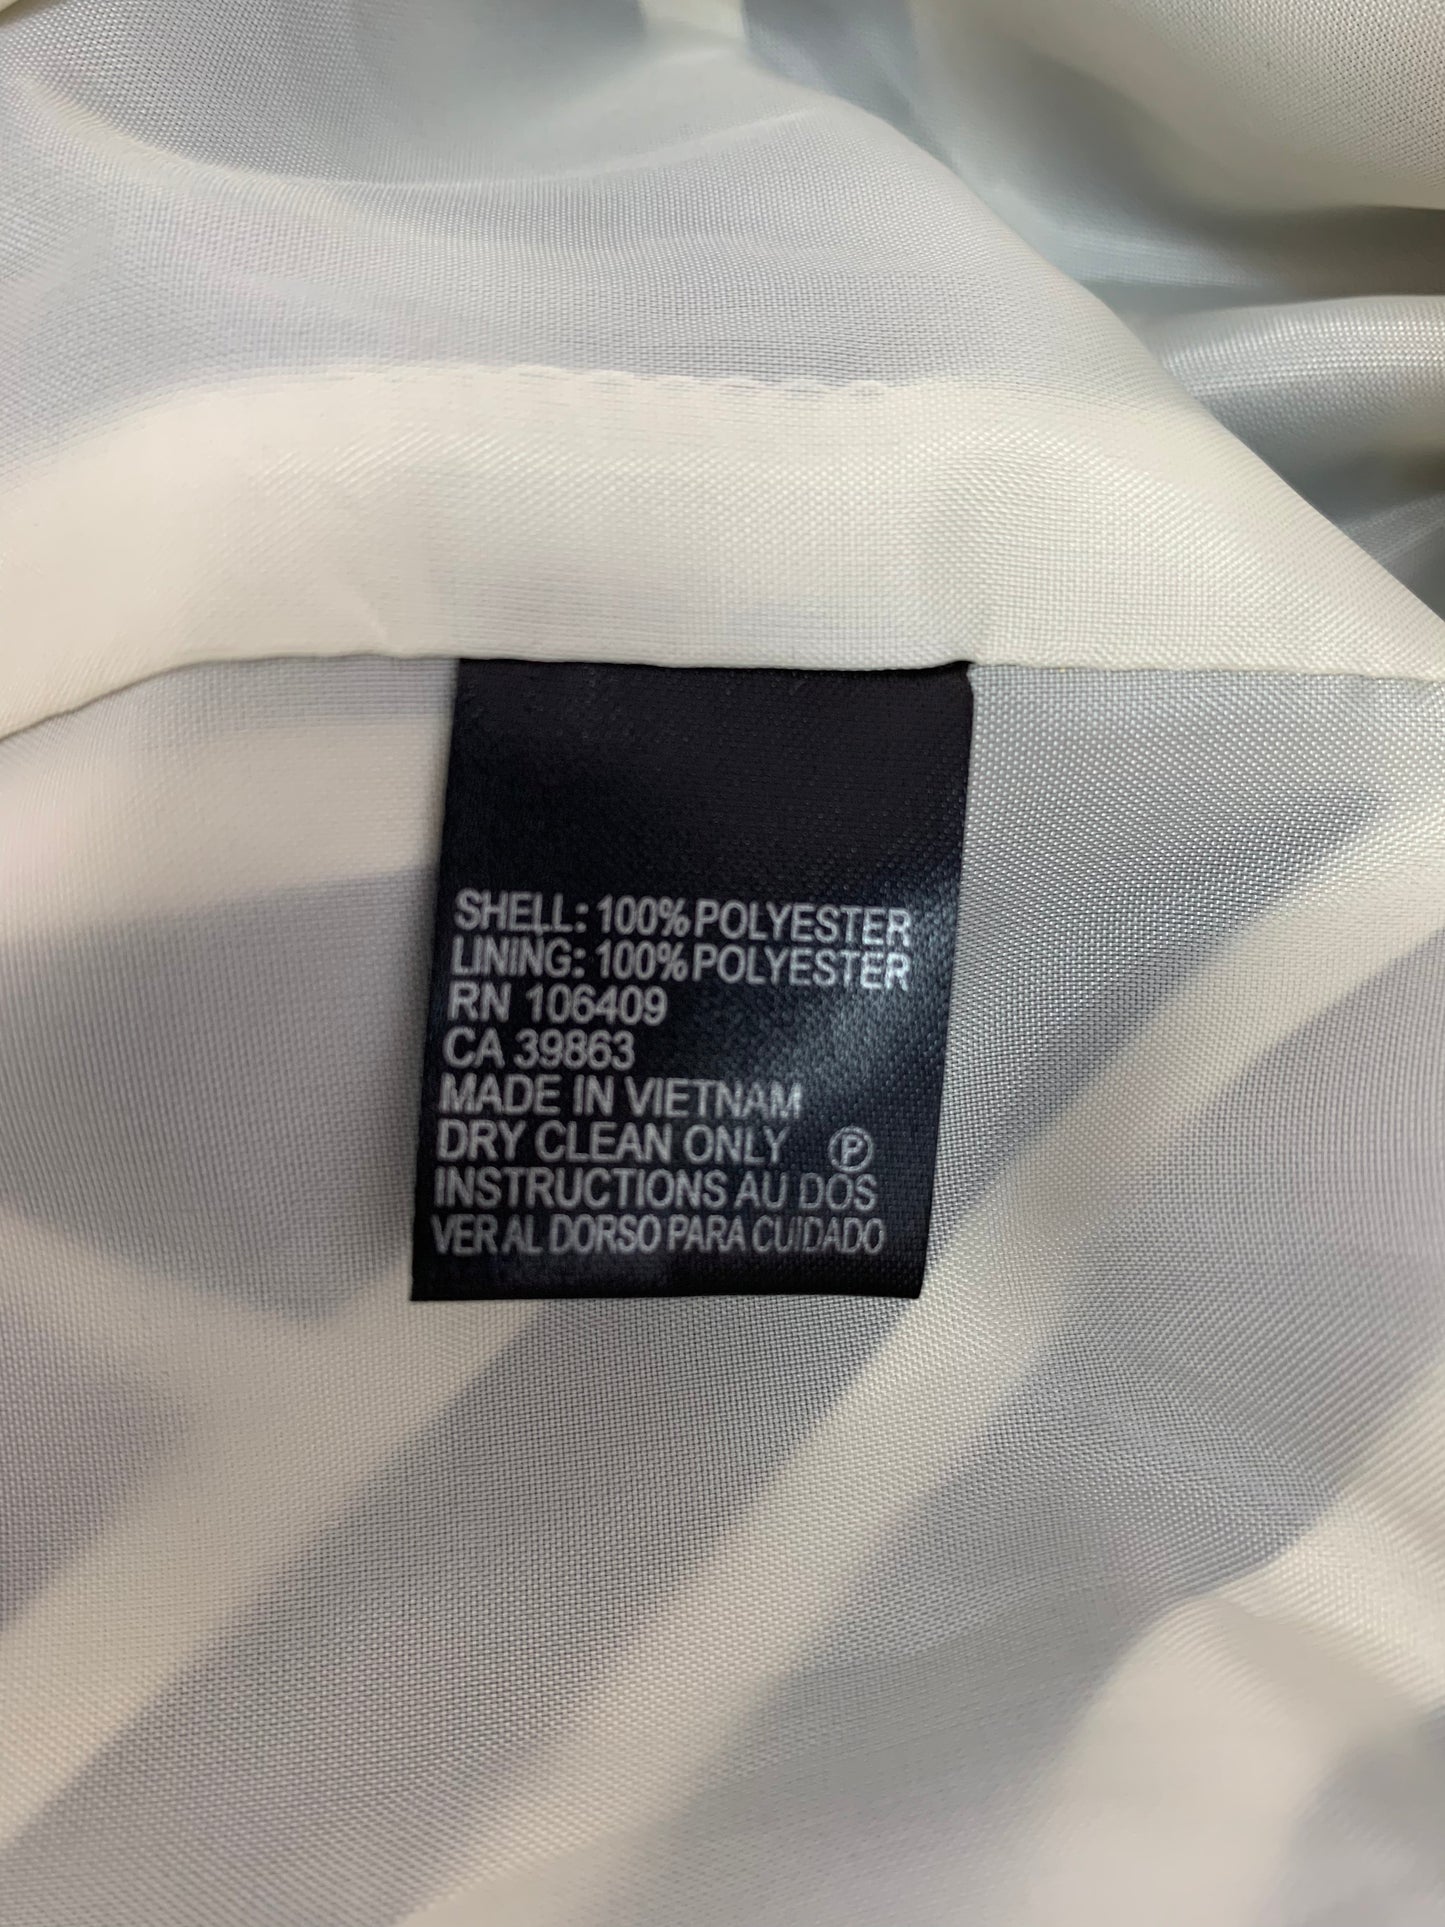 SHELL: 100% POLYESTER
LINING: 100% POLYESTER
RN 106409
CA 39863
MADE IN VIETNAM
DRY CLEAN ONLY Ⓟ
INSTRUCTIONS AU DOS
VER AL DORSO PARA CUIDADO